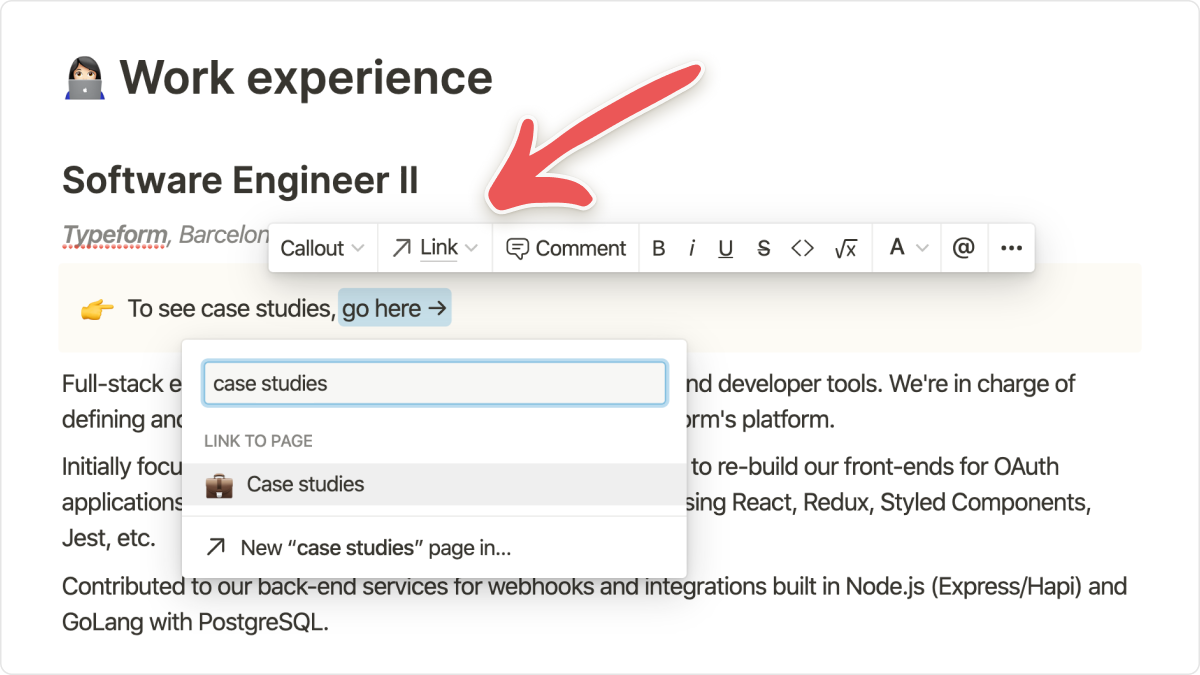 Work experience
Software Engineer II
Typeform, Barcelon
Callout Link Comment B i U S <> √x A @ •••
To see case studies, go here →
case studies
LINK TO PAGE
Case studies
New “case studies” page in...
Full-stack e nd developer tools. We're in charge of
defining and orm's platform.
Initially focu to re-build our front-ends for OAuth
applications sing React, Redux, Styled Components,
Jest, etc.
Contributed to our back-end services for webhooks and integrations built in Node.js (Express/Hapi) and
GoLang with PostgreSQL.